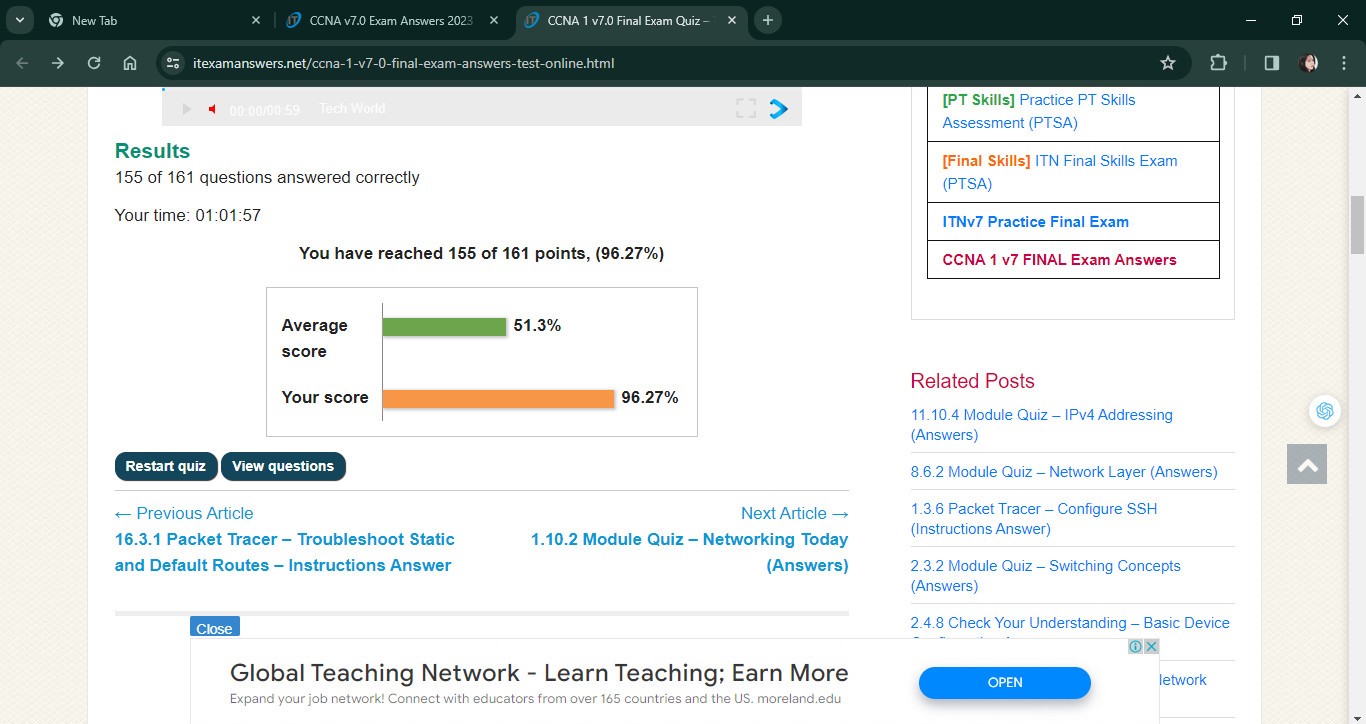 New Tab
CCNA v7.0 Exam Answers 2023
CCNA 1 v7.0 Final Exam Quiz –
itexamanswers.net/ccna-1-v7-0-final-exam-answers-test-online.html
00:00/00:59 Tech World
Results
155 of 161 questions answered correctly
Your time: 01:01:57
You have reached 155 of 161 points, (96.27%)
Average
score
51.3%
Your score
96.27%
Restart quiz
View questions
← Previous Article
16.3.1 Packet Tracer – Troubleshoot Static
and Default Routes – Instructions Answer
Next Article →
1.10.2 Module Quiz – Networking Today
(Answers)
[PT Skills] Practice PT Skills
Assessment (PTSA)
[Final Skills] ITN Final Skills Exam
(PTSA)
ITNv7 Practice Final Exam
CCNA 1 v7 FINAL Exam Answers
Related Posts
11.10.4 Module Quiz – IPv4 Addressing
(Answers)
8.6.2 Module Quiz – Network Layer (Answers)
1.3.6 Packet Tracer – Configure SSH
(Instructions Answer)
2.3.2 Module Quiz – Switching Concepts
(Answers)
2.4.8 Check Your Understanding – Basic Device
Close
Global Teaching Network - Learn Teaching; Earn More
Expand your job network! Connect with educators from over 165 countries and the US. moreland.edu
OPEN